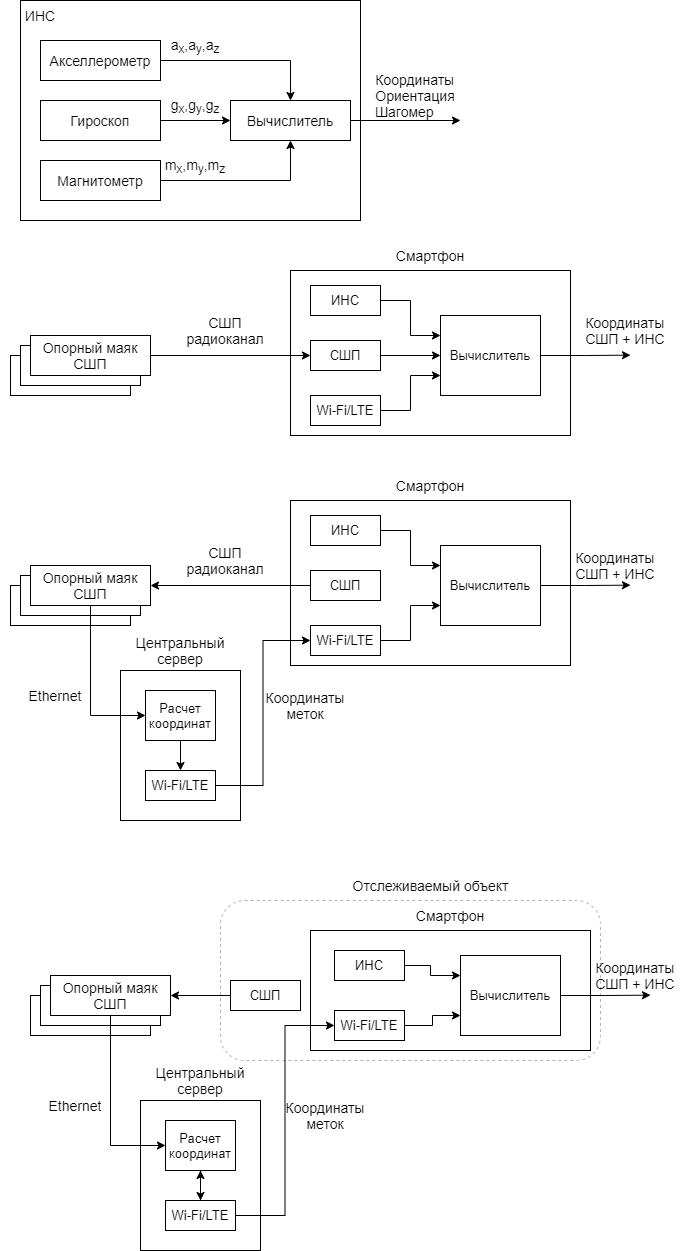 ИНС
Акселлерометр
ax,ay,az
Гироскоп
gx,gy,gz
Вычислитель
Магнитометр
mx,my,mz
Координаты
Ориентация
Шагомер
Смартфон
ИНС
СШП
радиоканал
Опорный маяк
СШП
СШП
Wi-Fi/LTE
Вычислитель
Координаты
СШП + ИНС
Смартфон
ИНС
СШП
радиоканал
Опорный маяк
СШП
СШП
Wi-Fi/LTE
Вычислитель
Координаты
СШП + ИНС
Центральный
сервер
Ethernet
Расчет
координат
Wi-Fi/LTE
Координаты
меток
Отслеживаемый объект
Смартфон
ИНС
Опорный маяк
СШП
СШП
Wi-Fi/LTE
Вычислитель
Координаты
СШП + ИНС
Центральный
сервер
Ethernet
Расчет
координат
Wi-Fi/LTE
Координаты
меток